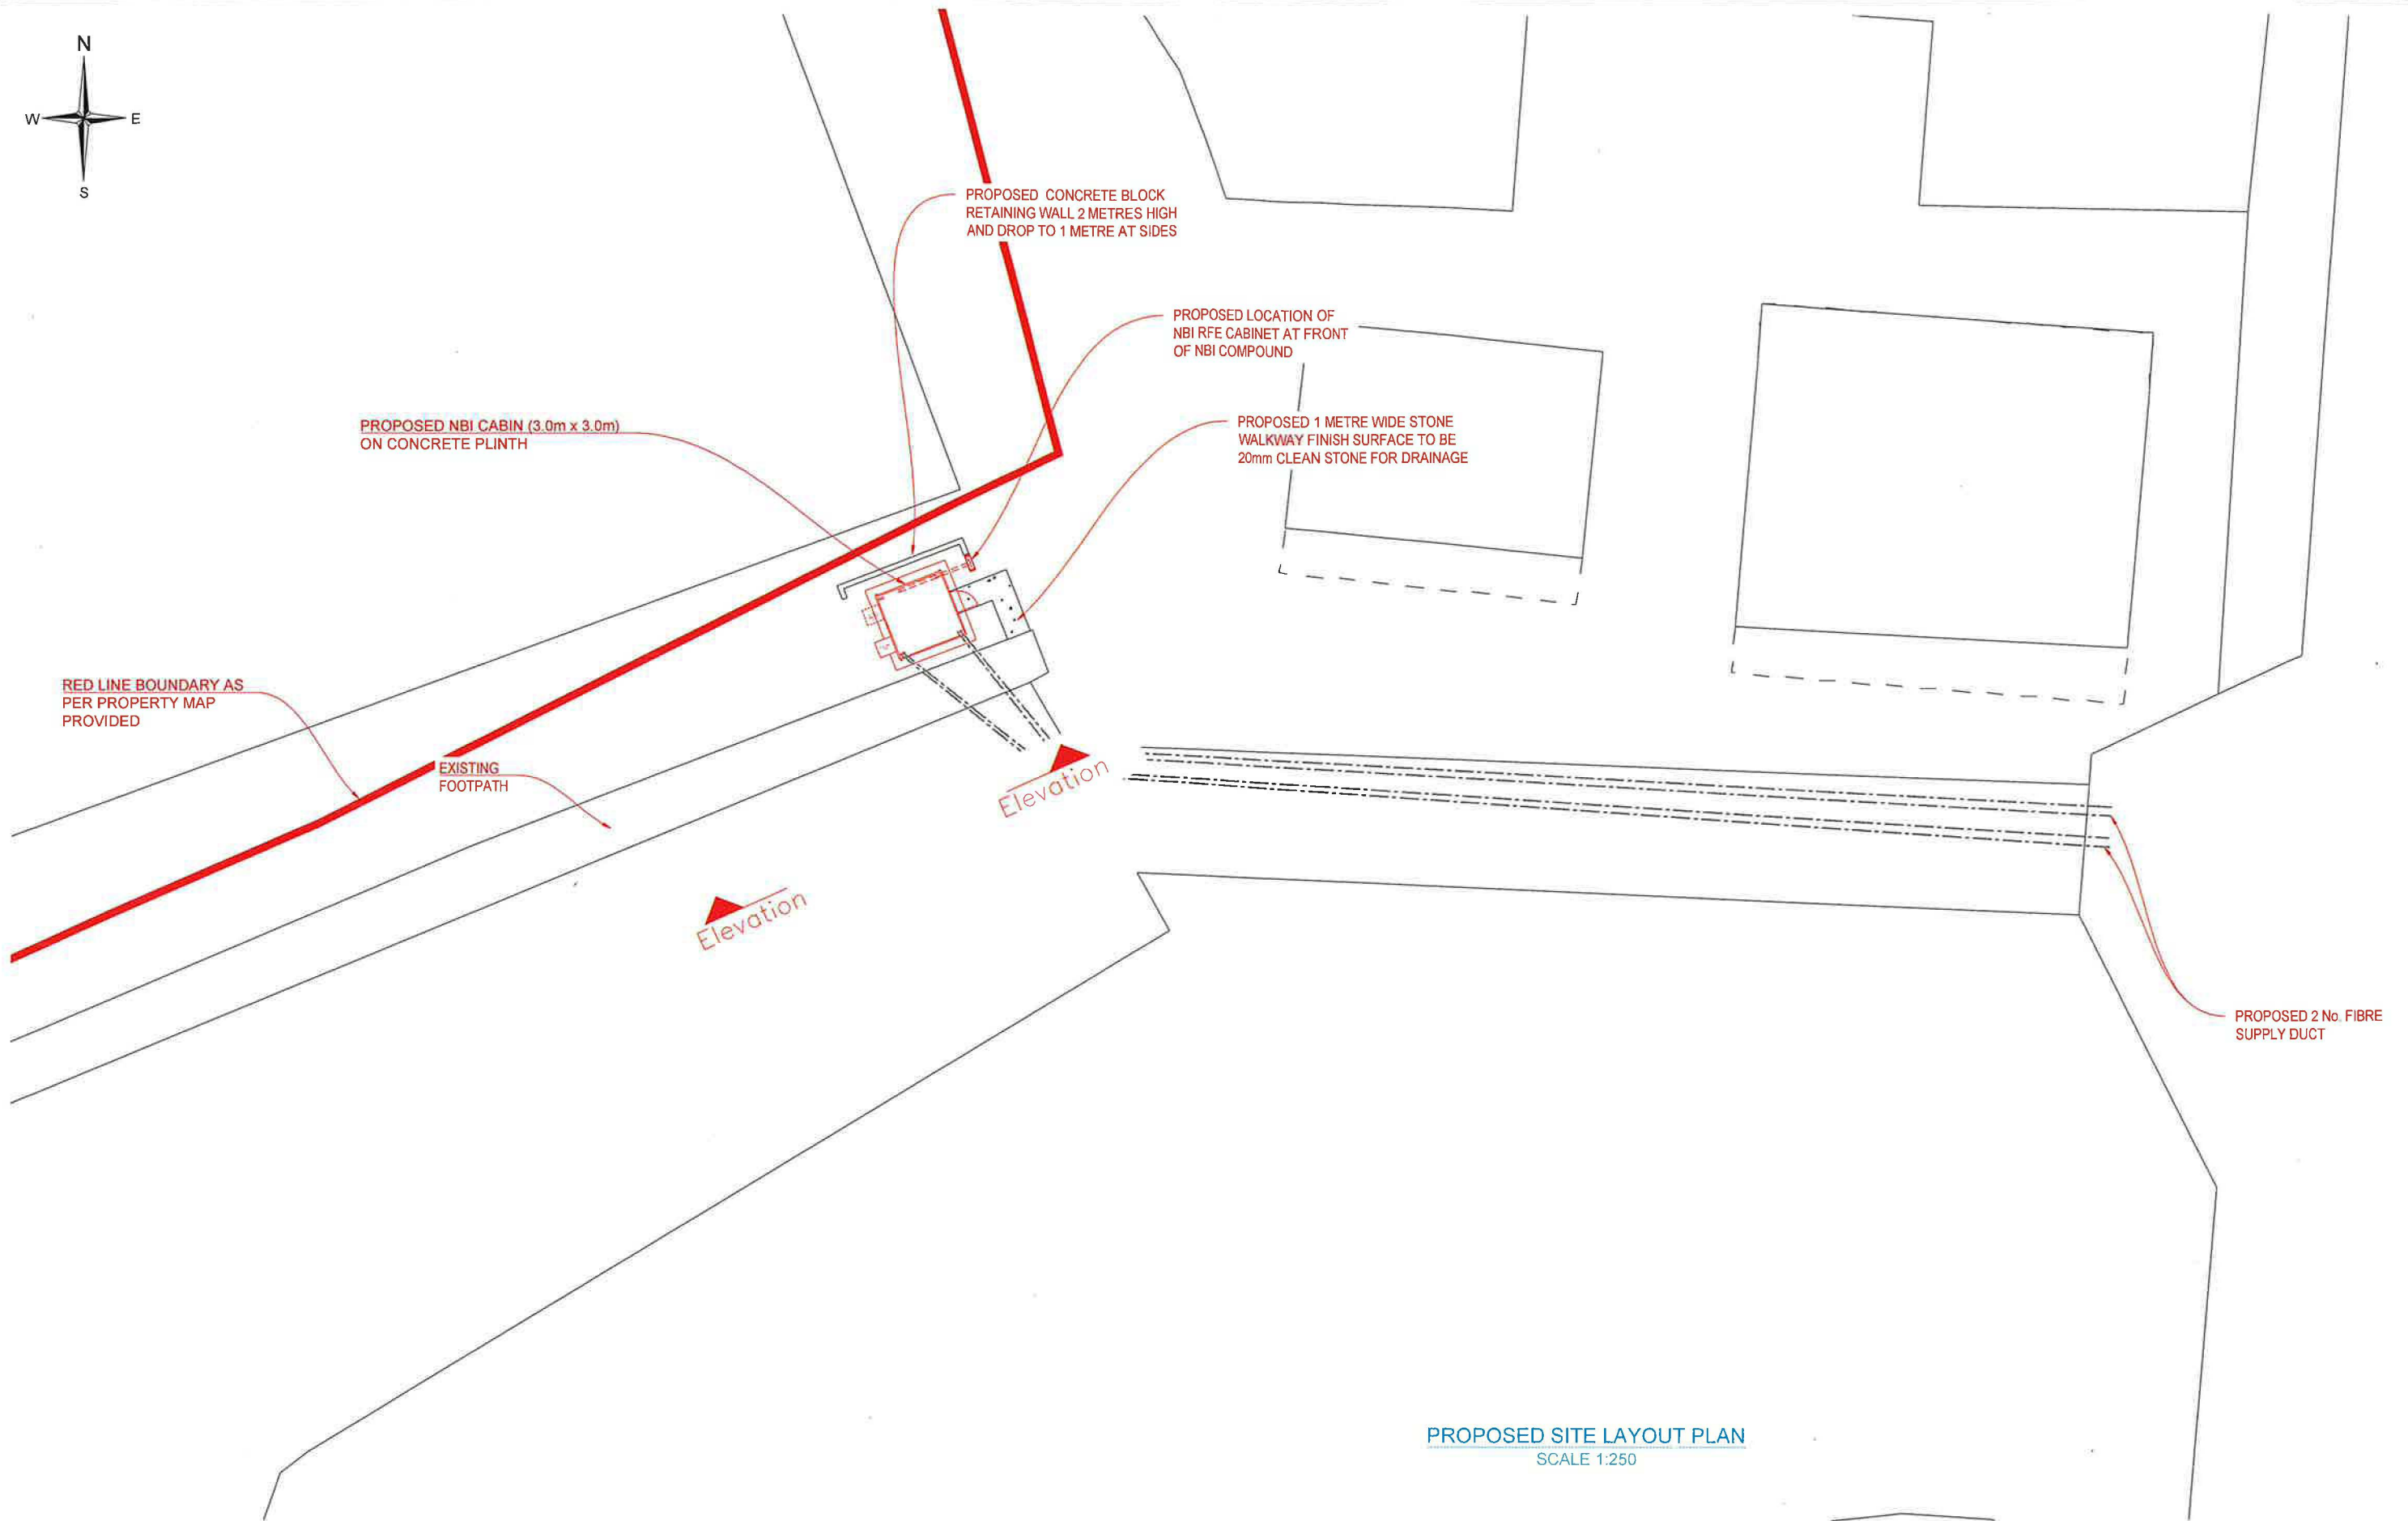 N
W
E
S
PROPOSED CONCRETE BLOCK
RETAINING WALL 2 METRES HIGH
AND DROP TO 1 METRE AT SIDES
PROPOSED LOCATION OF
NBI RFE CABINET AT FRONT
OF NBI COMPOUND
PROPOSED NBI CABIN (3.0m x 3.0m)
ON CONCRETE PLINTH
PROPOSED 1 METRE WIDE STONE
WALKWAY FINISH SURFACE TO BE
20mm CLEAN STONE FOR DRAINAGE
RED LINE BOUNDARY AS
PER PROPERTY MAP
PROVIDED
EXISTING
FOOTPATH
Elevation
Elevation
PROPOSED 2 No. FIBRE
SUPPLY DUCT
PROPOSED SITE LAYOUT PLAN
SCALE 1:250